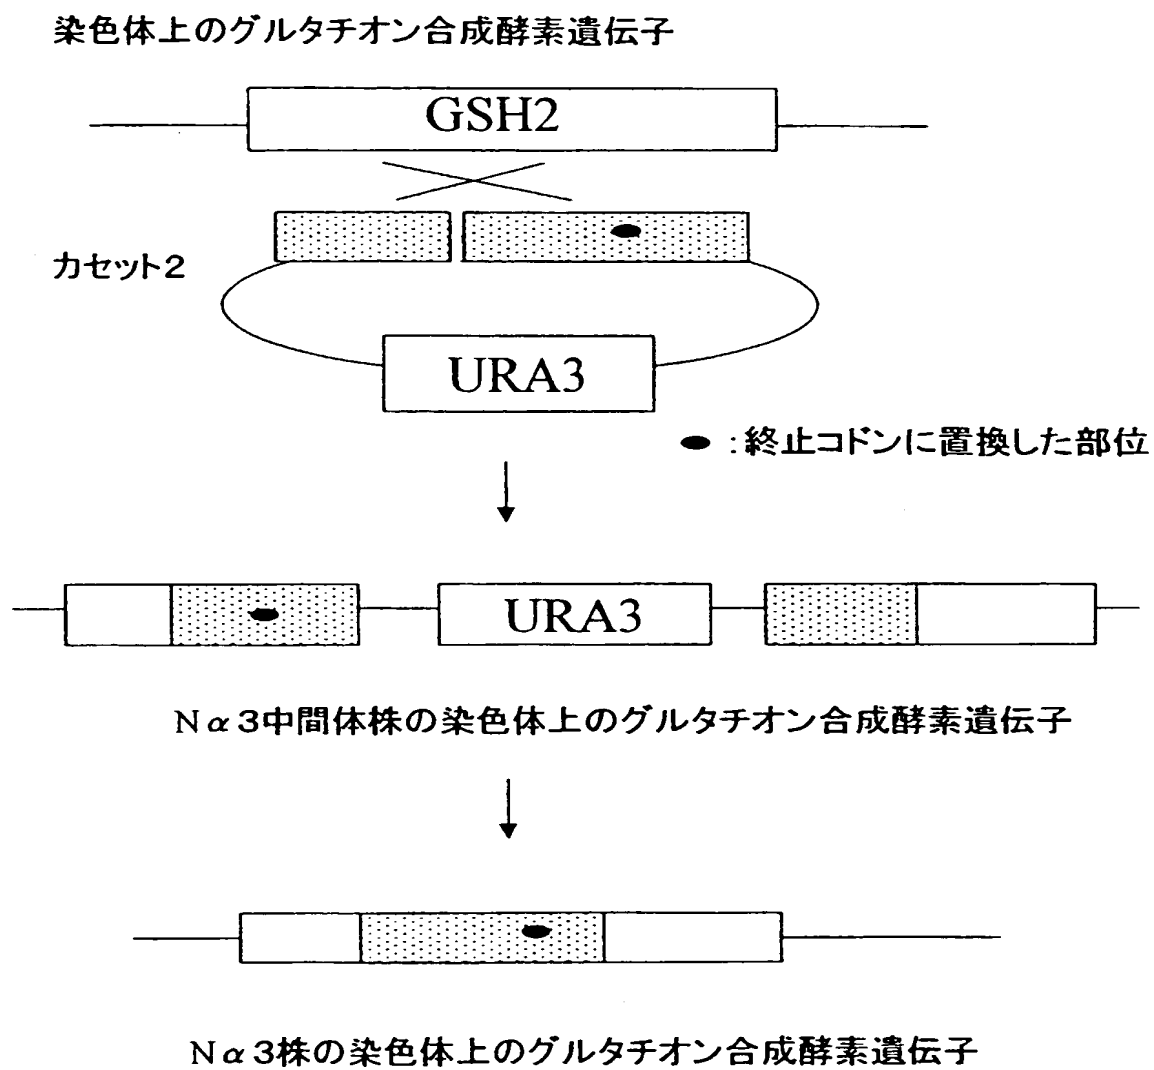 染色体上のグルタチオン合成酵素遺伝子
GSH2
カセット2
URA3
:終止コドンに置換した部位
URA3
Nα3中間体株の染色体上のグルタチオン合成酵素遺伝子
Nα3株の染色体上のグルタチオン合成酵素遺伝子